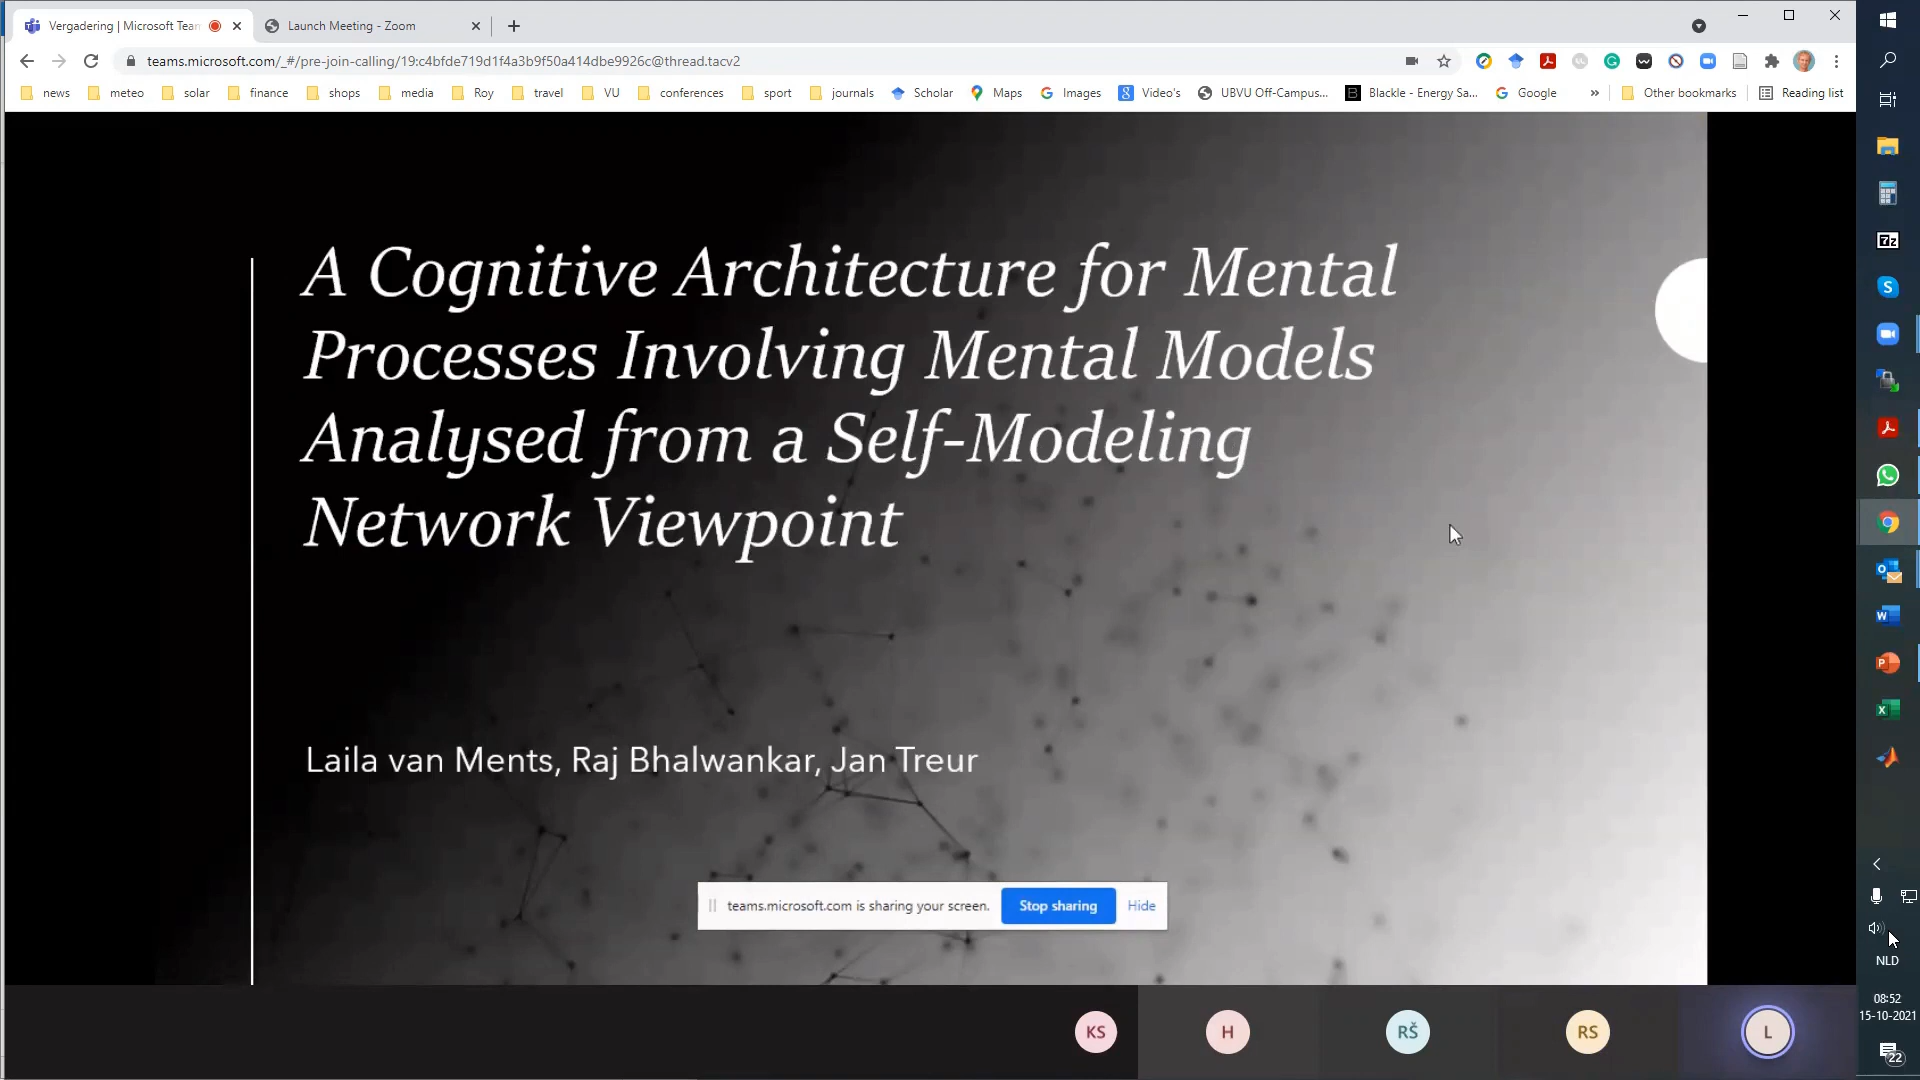 Vergadering | Microsoft Tear
Launch Meeting - Zoom
teams.microsoft.com/_#/pre-join-calling/19:c4bfde719d1f4a3b9f50a414dbe9926c@thread.tacv2
news
meteo
solar
finance
shops
media
Roy
travel
VU
conferences
sport
journals
Scholar
Maps
Images
Video's
UBVU Off-Campus...
Blackle - Energy Sa...
Google
»
Other bookmarks
Reading list
A Cognitive Architecture for Mental
Processes Involving Mental Models
Analysed from a Self-Modeling
Network Viewpoint
Laila van Ments, Raj Bhalwankar, Jan Treur
teams.microsoft.com is sharing your screen.
Stop sharing
Hide
KS
H
RŠ
RS
L
NLD
08:52
15-10-2021
22